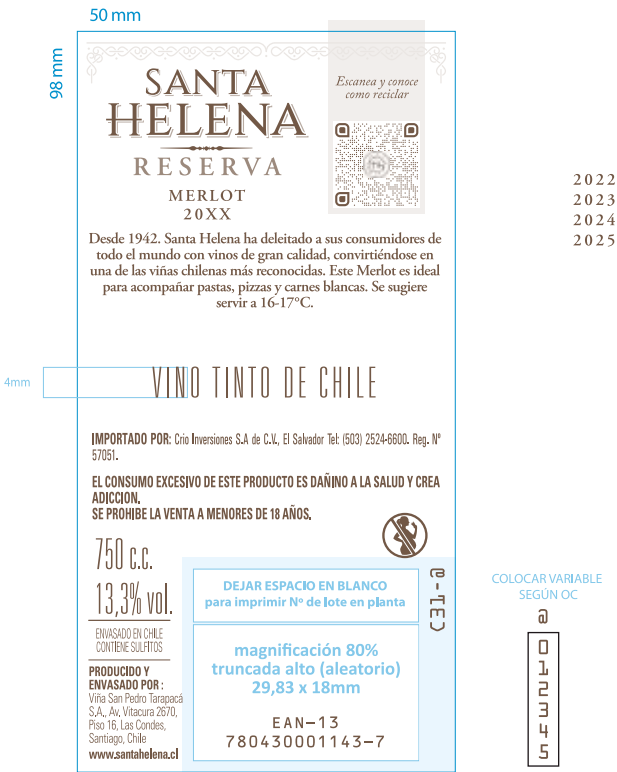 50 mm
98 mm
SANTA
HELENA
RESERVA
MERLOT
20XX
Escanea y conoce
como reciclar
2022
2023
2024
2025
Desde 1942. Santa Helena ha deleitado a sus consumidores de
todo el mundo con vinos de gran calidad, convirtiéndose en
una de las viñas chilenas más reconocidas. Este Merlot es ideal
para acompañar pastas, pizzas y carnes blancas. Se sugiere
servir a 16-17°C.
4mm
VINO TINTO DE CHILE
IMPORTADO POR: Crio Inversiones S.A de C.V., El Salvador Tel: (503) 2524-6600. Reg. Nº
57051.
EL CONSUMO EXCESIVO DE ESTE PRODUCTO ES DAÑINO A LA SALUD Y CREA
ADICCION.
SE PROHIBE LA VENTA A MENORES DE 18 AÑOS.
750 c.c.
13,3% vol.
ENVASADO EN CHILE
CONTIENE SULFITOS
PRODUCIDO Y
ENVASADO POR :
Viña San Pedro Tarapacá
S.A., Av. Vitacura 2670,
Piso 16, Las Condes,
Santiago, Chile
www.santahelena.cl
DEJAR ESPACIO EN BLANCO
para imprimir Nº de lote en planta
magnificación 80%
truncada alto (aleatorio)
29,83 x 18mm
EAN-13
780430001143-7
COLOCAR VARIABLE
SEGÚN OC
@
0
1
2
3
4
5